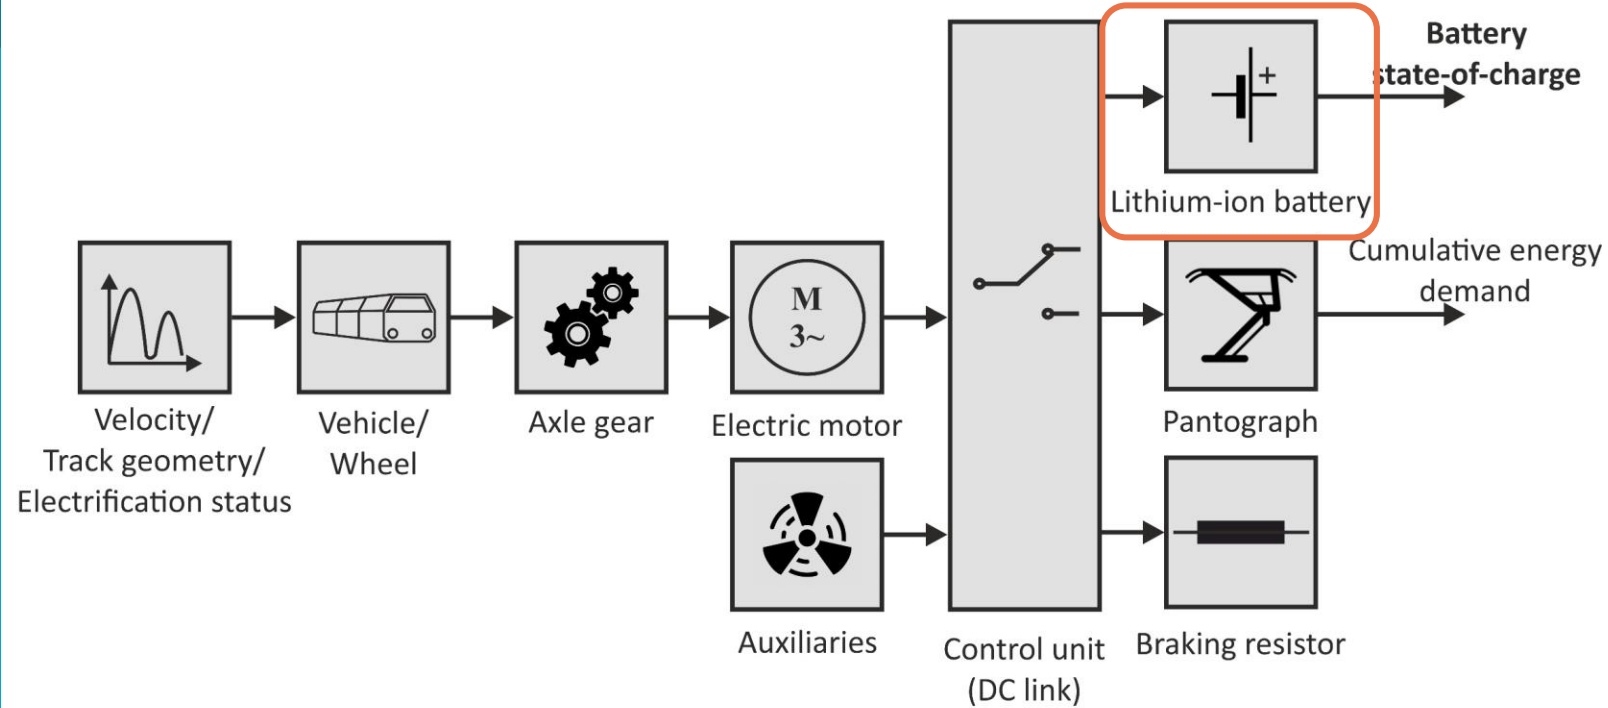 Battery
state-of-charge
+
Lithium-ion battery
Cumulative energy
demand
M
3~
Velocity/
Track geometry/
Electrification status
Vehicle/
Wheel
Axle gear
Electric motor
Pantograph
Auxiliaries
Control unit
(DC link)
Braking resistor